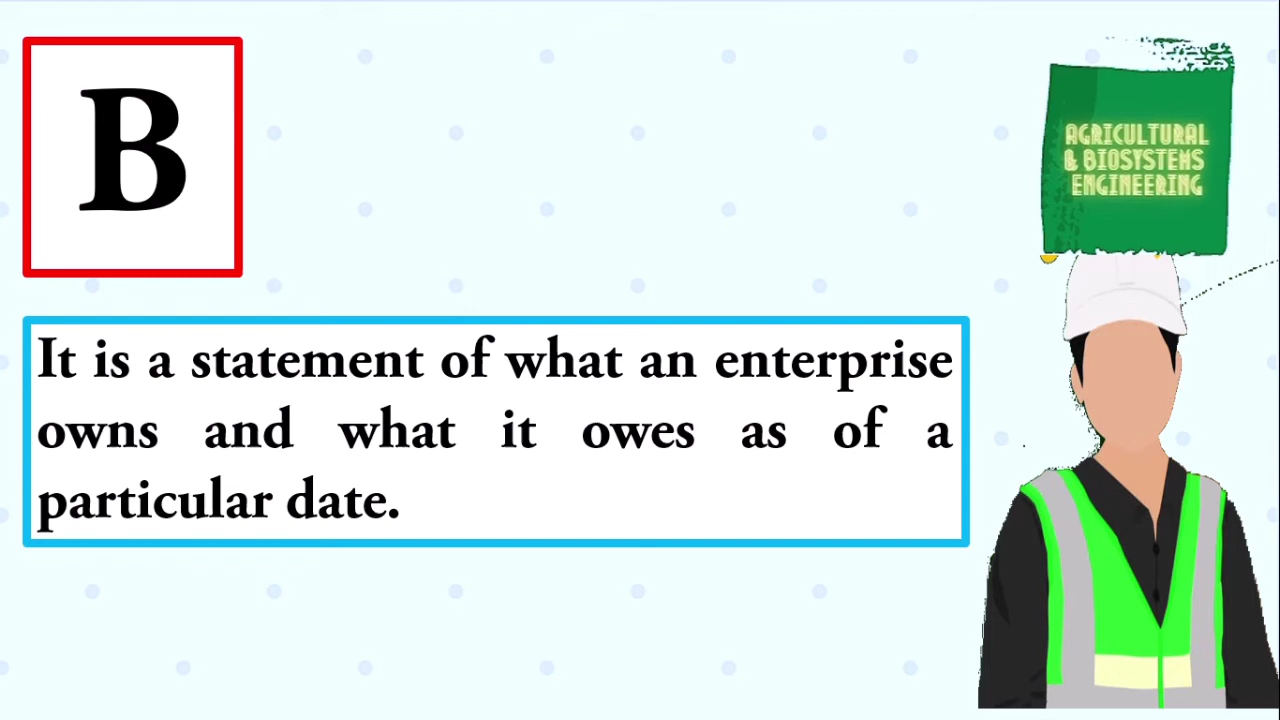 B
AGRICULTURAL
& BIOSYSTEMS
ENGINEERING
It is a statement of what an enterprise
owns and what it owes as of a
particular date.